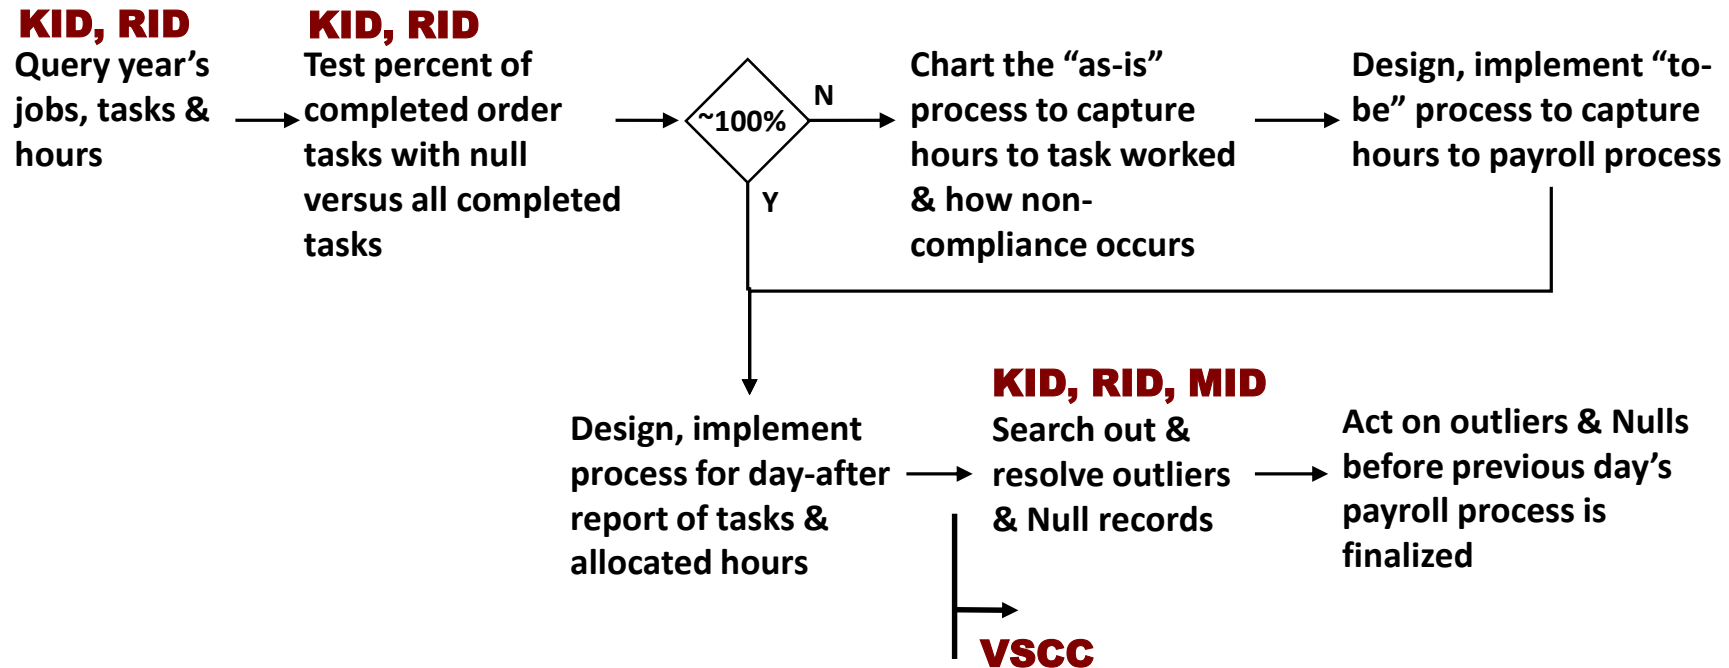 KID, RID
Query year’s
jobs, tasks &
hours
KID, RID
Test percent of
completed order
tasks with null
versus all completed
tasks
~100%
N
Y
Chart the “as-is”
process to capture
hours to task worked
& how non-
compliance occurs
Design, implement “to-
be” process to capture
hours to payroll process
Design, implement
process for day-after
report of tasks &
allocated hours
KID, RID, MID
Search out &
resolve outliers
& Null records
Act on outliers & Nulls
before previous day’s
payroll process is
finalized
VSCC